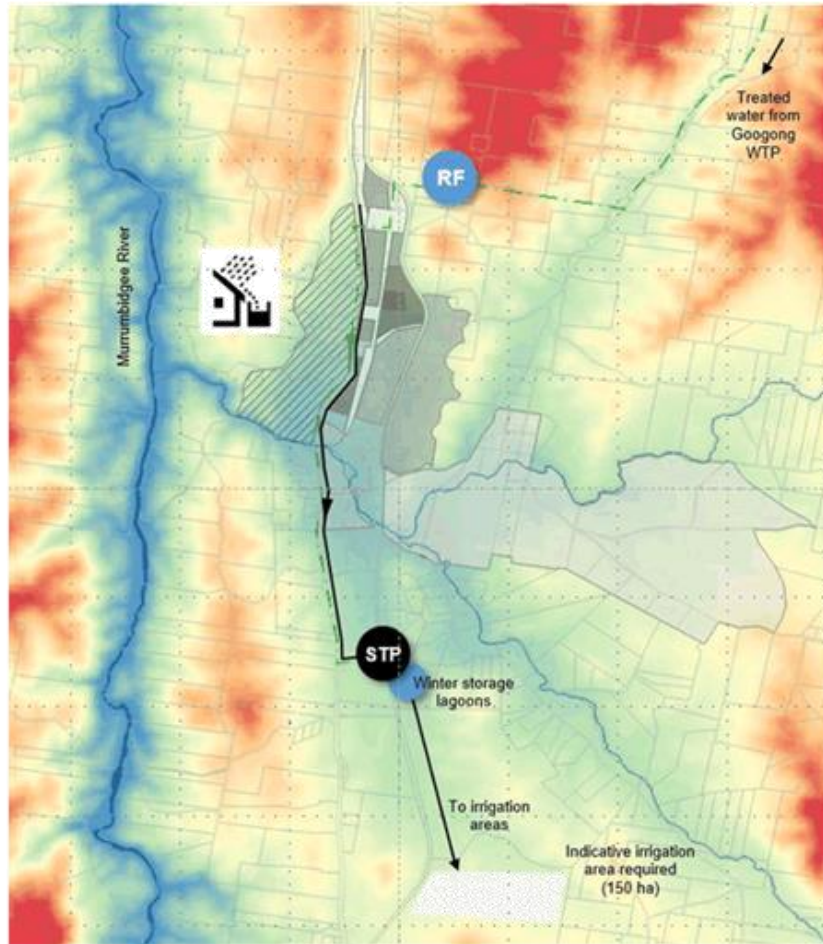 Treated
water from
Googong
WTP
RF
Murrumbidgee River
STP
Winter storage
lagoons
To irrigation
areas
Indicative irrigation
area required
(150 ha)